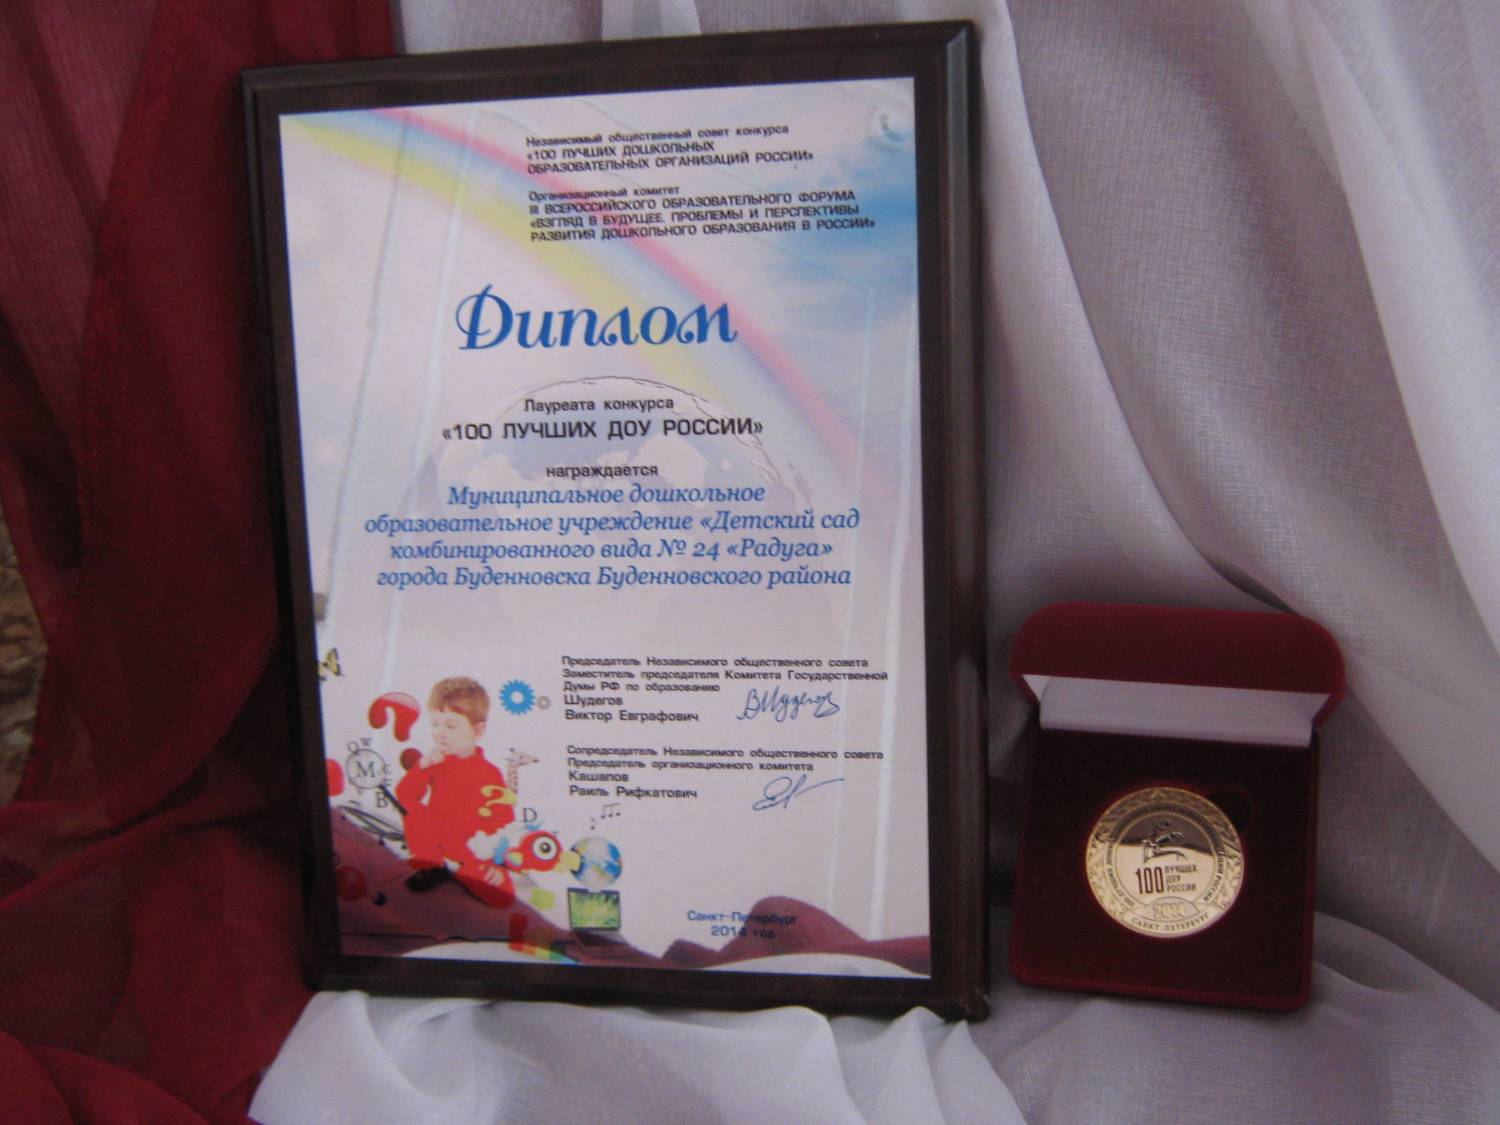 Независимый общественный совет конкурса
«100 ЛУЧШИХ ДОШКОЛЬНЫХ
ОБРАЗОВАТЕЛЬНЫХ ОРГАНИЗАЦИЙ РОССИИ»
Организационный комитет
III ВСЕРОССИЙСКОГО ОБРАЗОВАТЕЛЬНОГО ФОРУМА
«ВЗГЛЯД В БУДУЩЕЕ. ПРОБЛЕМЫ И ПЕРСПЕКТИВЫ
РАЗВИТИЯ ДОШКОЛЬНОГО ОБРАЗОВАНИЯ В РОССИИ»
Диплом
Лауреата конкурса
«100 ЛУЧШИХ ДОУ РОССИИ»
награждается
Муниципальное дошкольное
образовательное учреждение «Детский сад
комбинированного вида № 24 «Радуга»
города Буденновска Буденновского района
Председатель Независимого общественного совета
Заместитель председателя Комитета Государственной
Думы РФ по образованию
Шудегов
Виктор Евграфович
Сопредседатель Независимого общественного совета
Председатель организационного комитета
Кашапов
Раиль Рифкатович
М
В
D
Санкт-Петербург
2014 год
100 ЛУЧШИХ
ДОУ
РОССИИ
2014
САНКТ-ПЕТЕРБУРГ